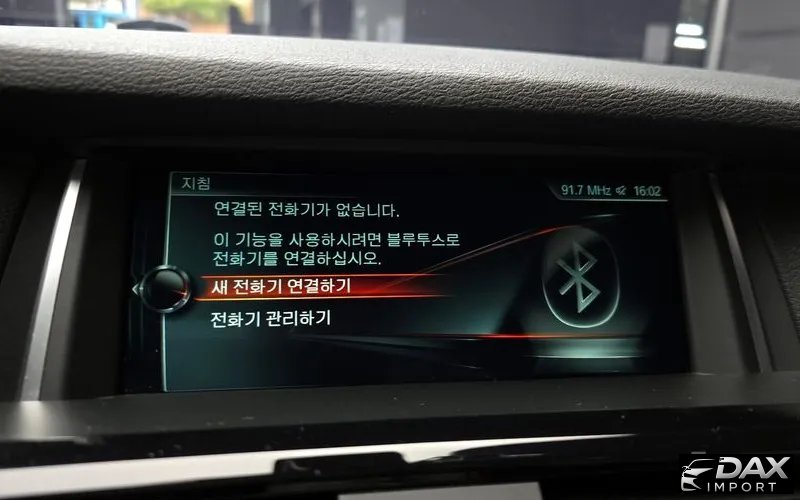 지침
91.7 MHz 16:02
연결된 전화기가 없습니다.
이 기능을 사용하시려면 블루투스로
전화기를 연결하십시오.
새 전화기 연결하기
전화기 관리하기
DAX
IMPORT